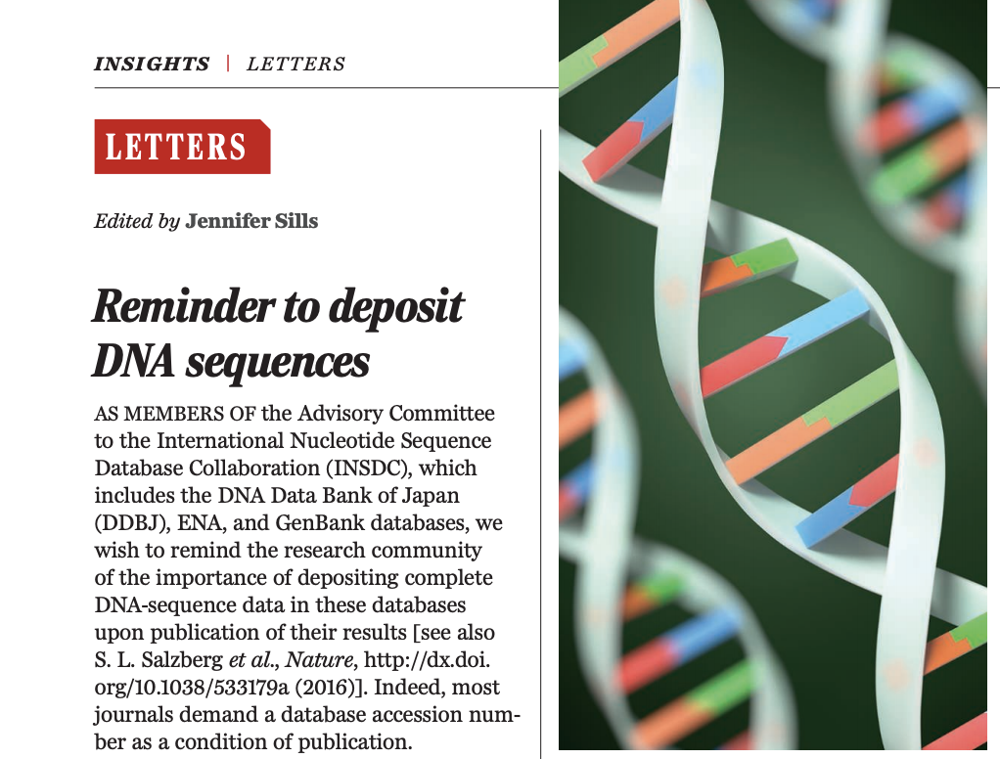 INSIGHTS | LETTERS
LETTERS
Edited by Jennifer Sills
Reminder to deposit
DNA sequences
AS MEMBERS OF the Advisory Committee
to the International Nucleotide Sequence
Database Collaboration (INSDC), which
includes the DNA Data Bank of Japan
(DDBJ), ENA, and GenBank databases, we
wish to remind the research community
of the importance of depositing complete
DNA-sequence data in these databases
upon publication of their results [see also
S. L. Salzberg et al., Nature, http://dx.doi.
org/10.1038/533179a (2016)]. Indeed, most
journals demand a database accession num-
ber as a condition of publication.